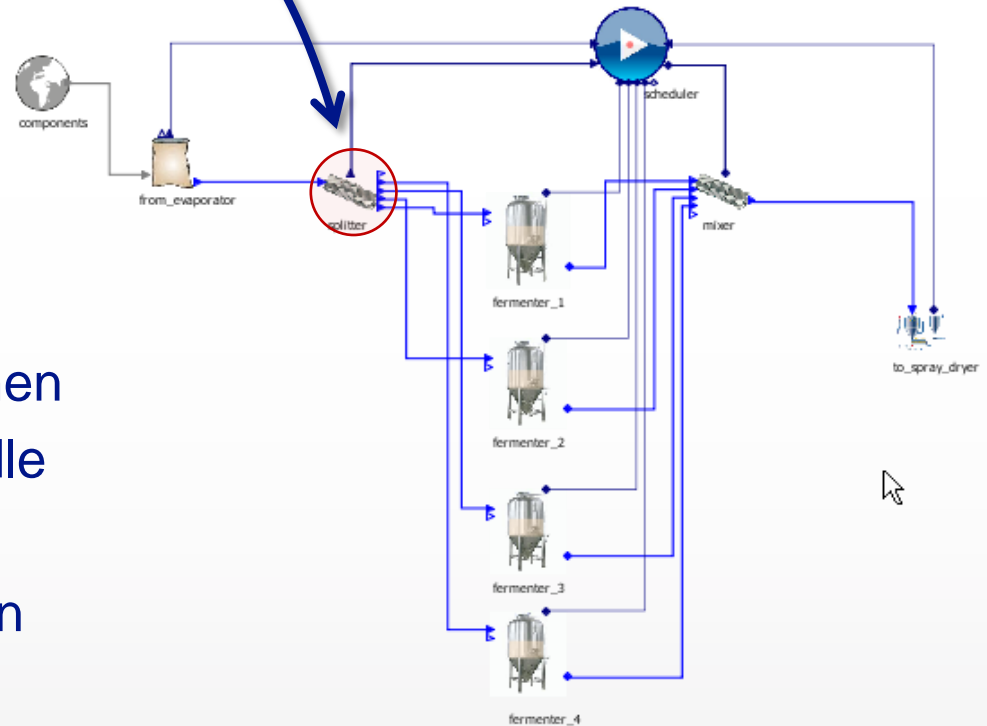 scheduler
components
from_evaporator
splitter
mixer
fermenter_1
to_spray_dryer
en
lle
fermenter_2
fermenter_3
n
fermenter_4